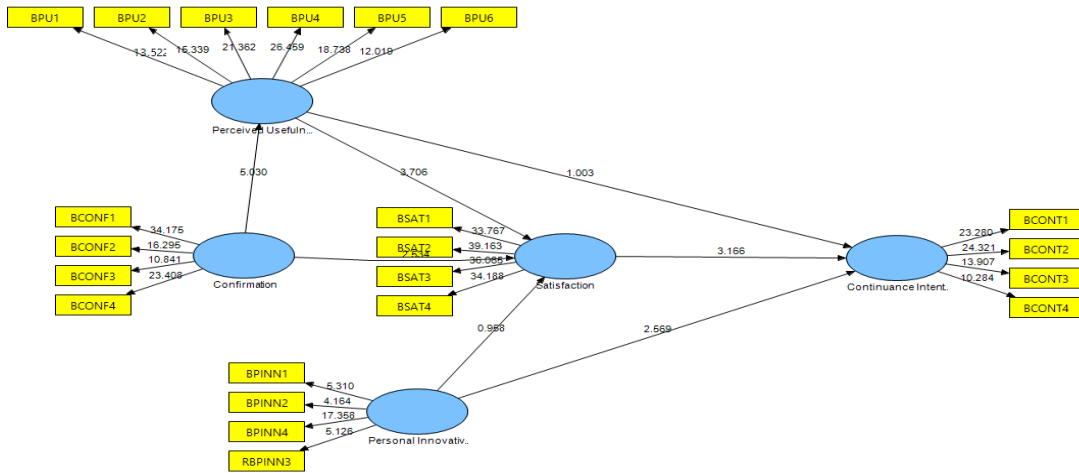 BPU1 BPU2 BPU3 BPU4 BPU5 BPU6
13.522 15.339 21.362 26.459 18.738 12.019
Perceived Usefuln...
5.030
3.706
1.003
BCONF1
BCONF2
BCONF3
BCONF4
34.175
16.295
10.841
23.408
Confirmation
2.534
BSAT1
BSAT2
BSAT3
BSAT4
33.767
39.163
36.085
34.188
Satisfaction
3.166
BCONT1
BCONT2
BCONT3
BCONT4
23.280
24.321
13.907
10.284
Continuance Intent..
0.958
2.569
BPINN1
BPINN2
BPINN4
RBPINN3
5.310
4.164
17.358
5.126
Personal Innovativ..